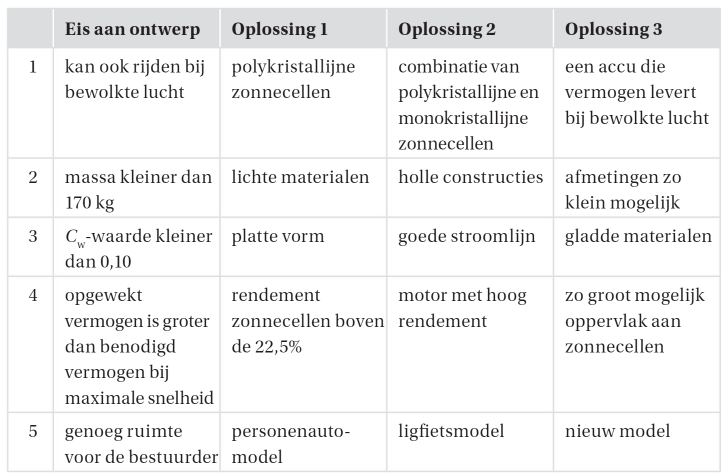 Eis aan ontwerp Oplossing 1 Oplossing 2 Oplossing 3
1 kan ook rijden bij bewolkte lucht
polykristallijne zonnecellen
combinatie van polykristallijne en monokristallijne zonnecellen
een accu die vermogen levert bij bewolkte lucht
2 massa kleiner dan 170 kg
lichte materialen
holle constructies
afmetingen zo klein mogelijk
3 Cw-waarde kleiner dan 0,10
platte vorm
goede stroomlijn
gladde materialen
4 opgewekt vermogen is groter dan benodigd vermogen bij maximale snelheid
rendement zonnecellen boven de 22,5%
motor met hoog rendement
zo groot mogelijk oppervlak aan zonnecellen
5 genoeg ruimte voor de bestuurder
personenauto-model
ligfietsmodel
nieuw model